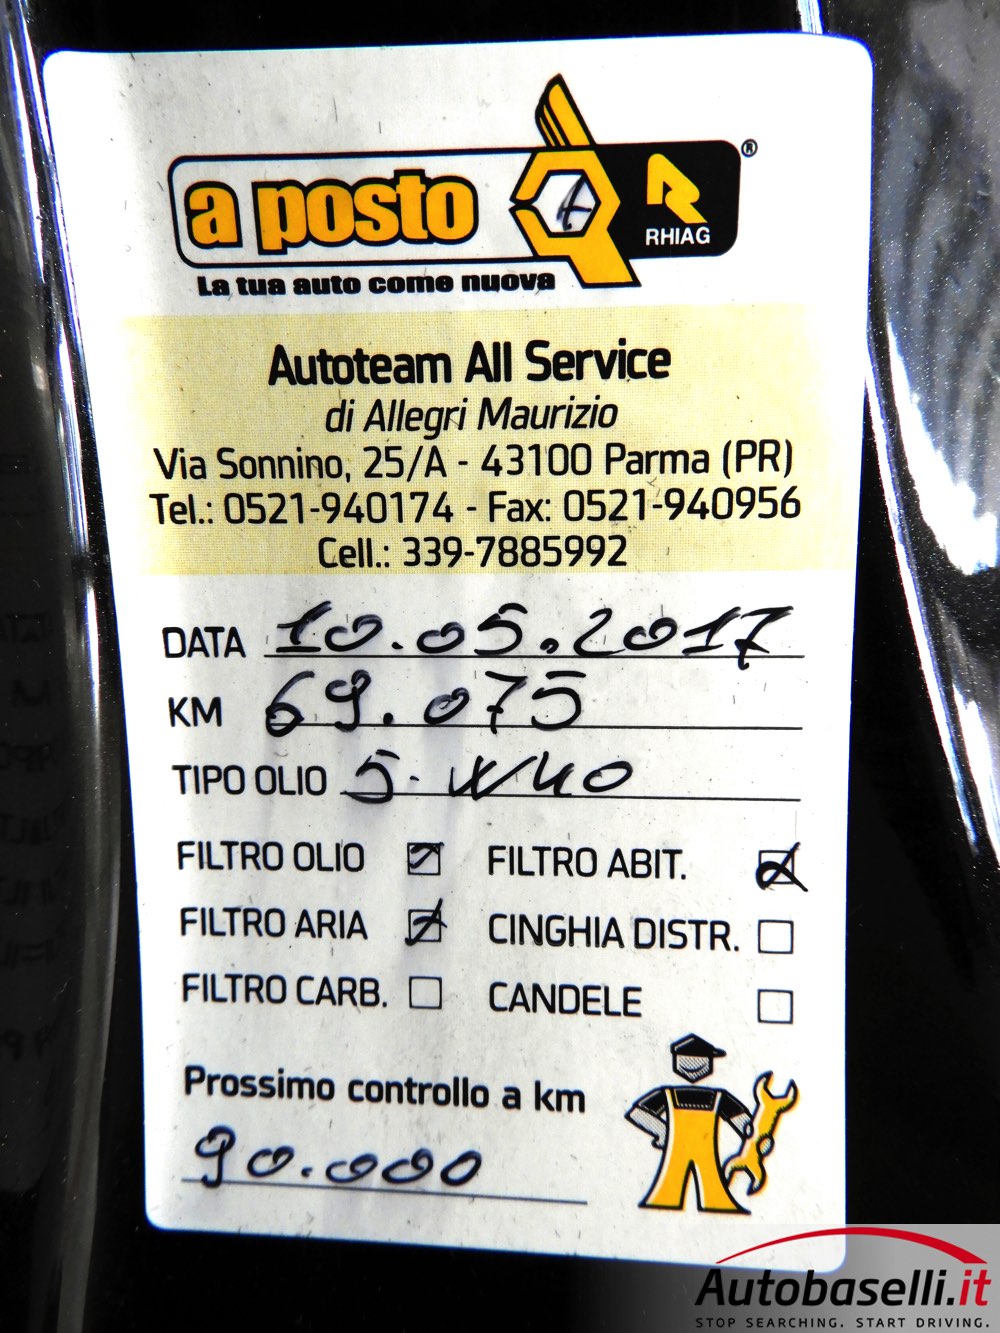 a posto
RHIAG
®
La tua auto come nuova
Autoteam All Service
di Allegri Maurizio
Via Sonnino, 25/A - 43100 Parma (PR)
Tel.: 0521-940174 - Fax: 0521-940956
Cell.: 339-7885992
DATA 10.05.2017
KM 69.075
TIPO OLIO 5-W40
FILTRO OLIO FILTRO ABIT.
FILTRO ARIA CINGHIA DISTR.
FILTRO CARB. CANDELE
Prossimo controllo a km
90.000
Autobaselli.it
STOP SEARCHING. START DRIVING.